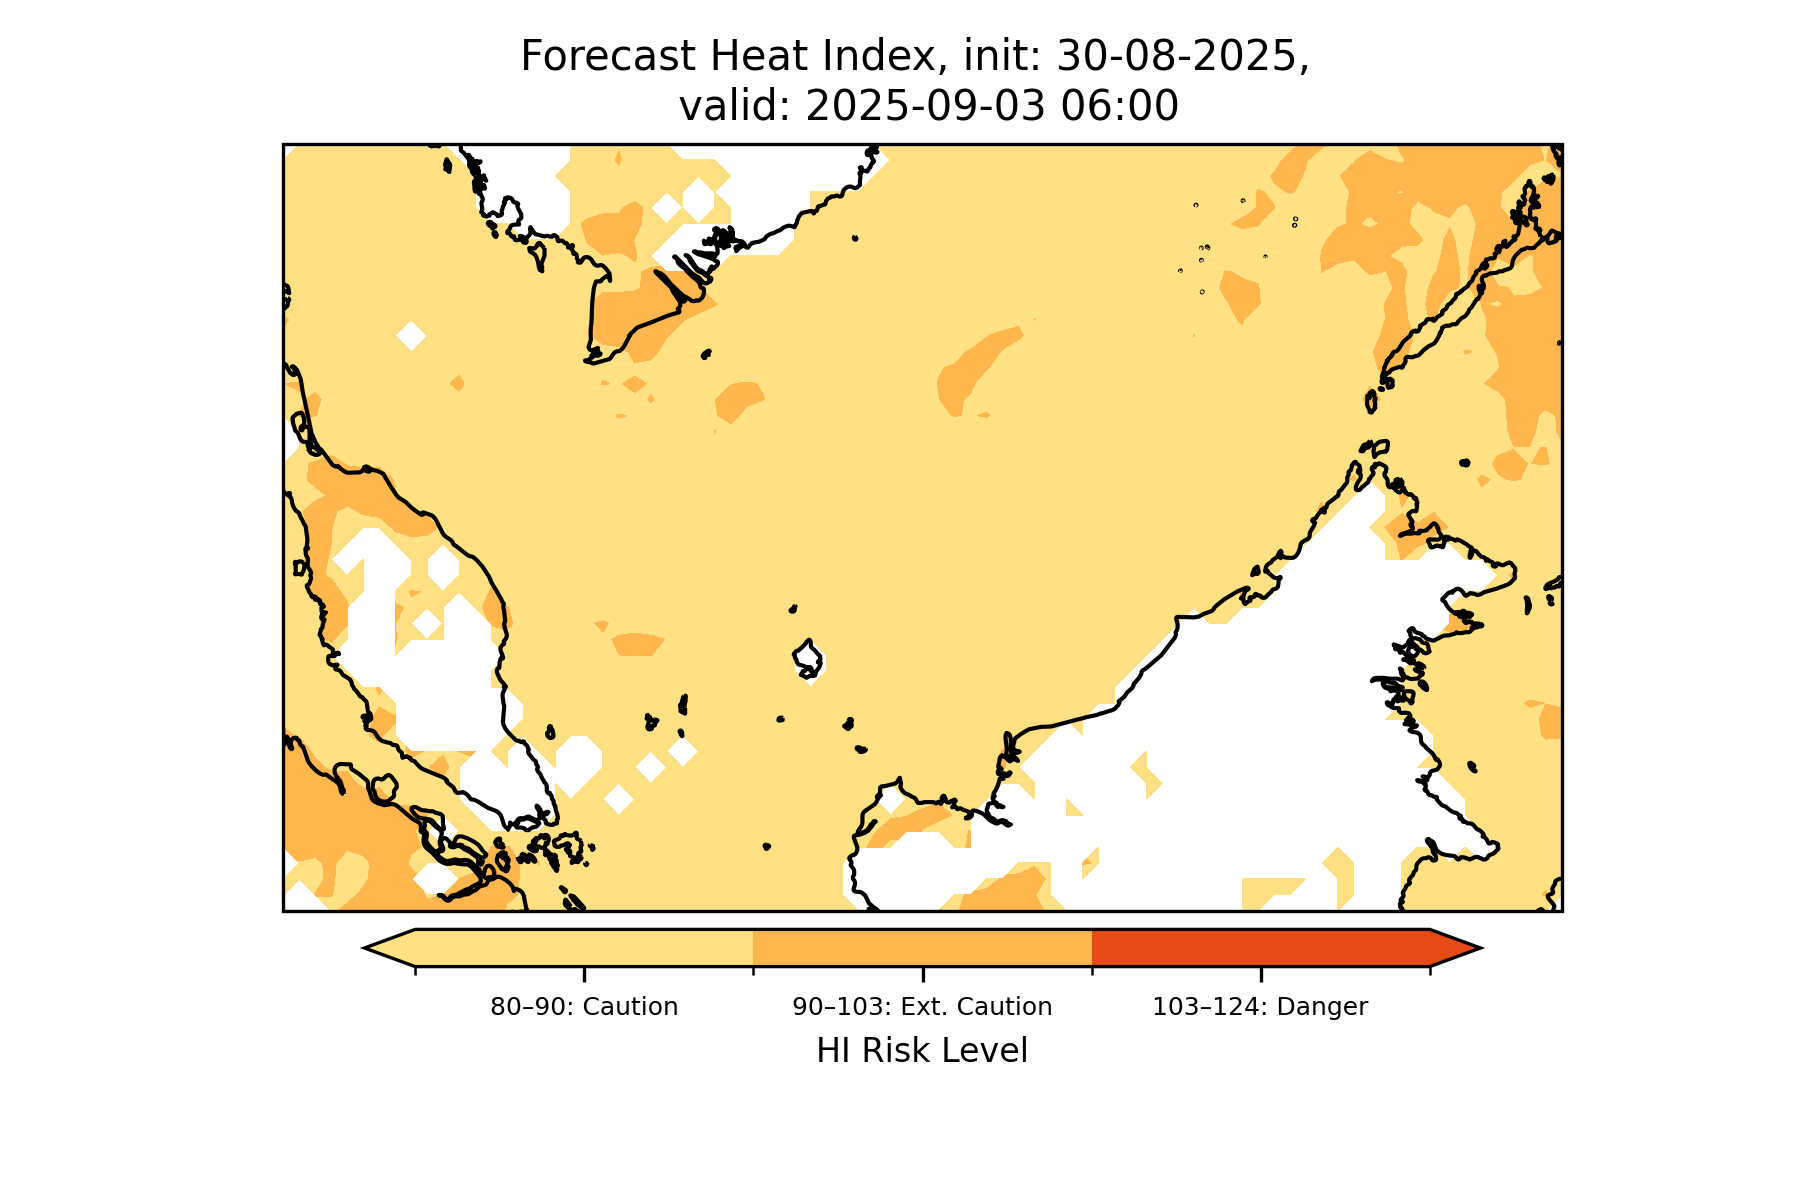 Forecast Heat Index, init: 30-08-2025,
valid: 2025-09-03 06:00
80–90: Caution
90–103: Ext. Caution
103–124: Danger
HI Risk Level